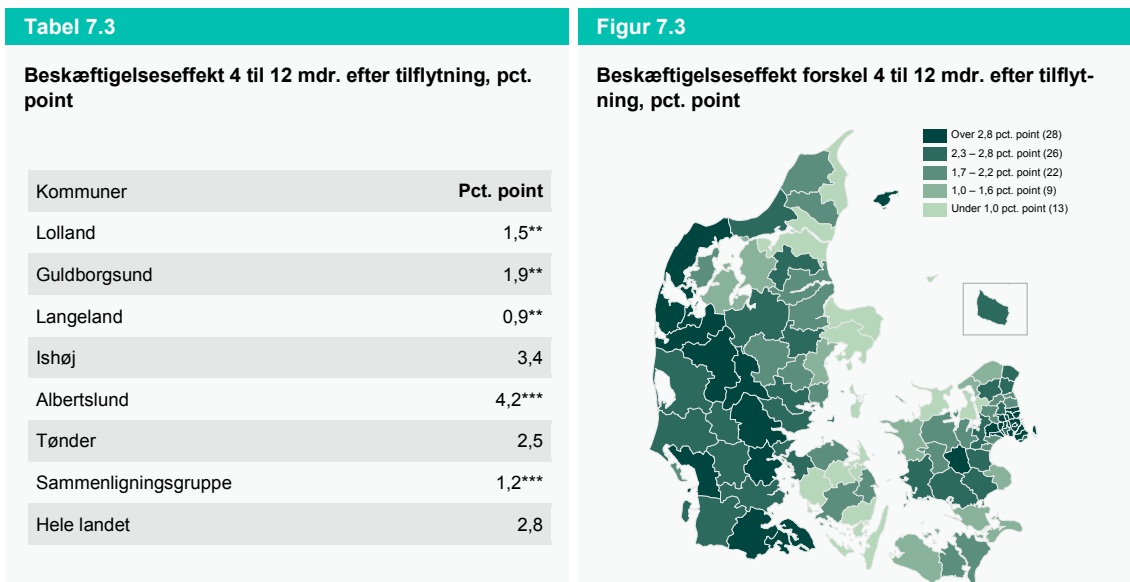 Tabel 7.3
Beskæftigelseseffekt 4 til 12 mdr. efter tilflytning, pct.
point
Kommuner Pct. point
Lolland 1,5**
Guldborgsund 1,9**
Langeland 0,9**
Ishøj 3,4
Albertslund 4,2***
Tønder 2,5
Sammenligningsgruppe 1,2***
Hele landet 2,8
Figur 7.3
Beskæftigelseseffekt forskel 4 til 12 mdr. efter tilflyt-
ning, pct. point
Over 2,8 pct. point (28)
2,3 – 2,8 pct. point (26)
1,7 – 2,2 pct. point (22)
1,0 – 1,6 pct. point (9)
Under 1,0 pct. point (13)